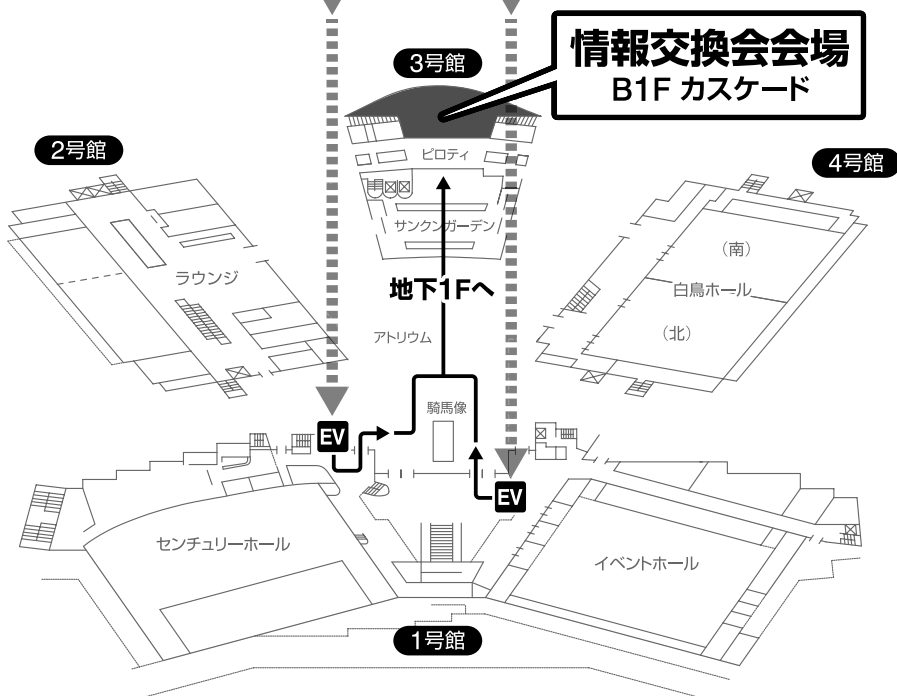 情報交換会会場
B1F カスケード
3号館
2号館
4号館
ピロティ
サンクンガーデン
ラウンジ
(南)
白鳥ホール
(北)
地下1Fへ
アトリウム
騎馬像
EV
EV
センチュリーホール
イベントホール
1号館